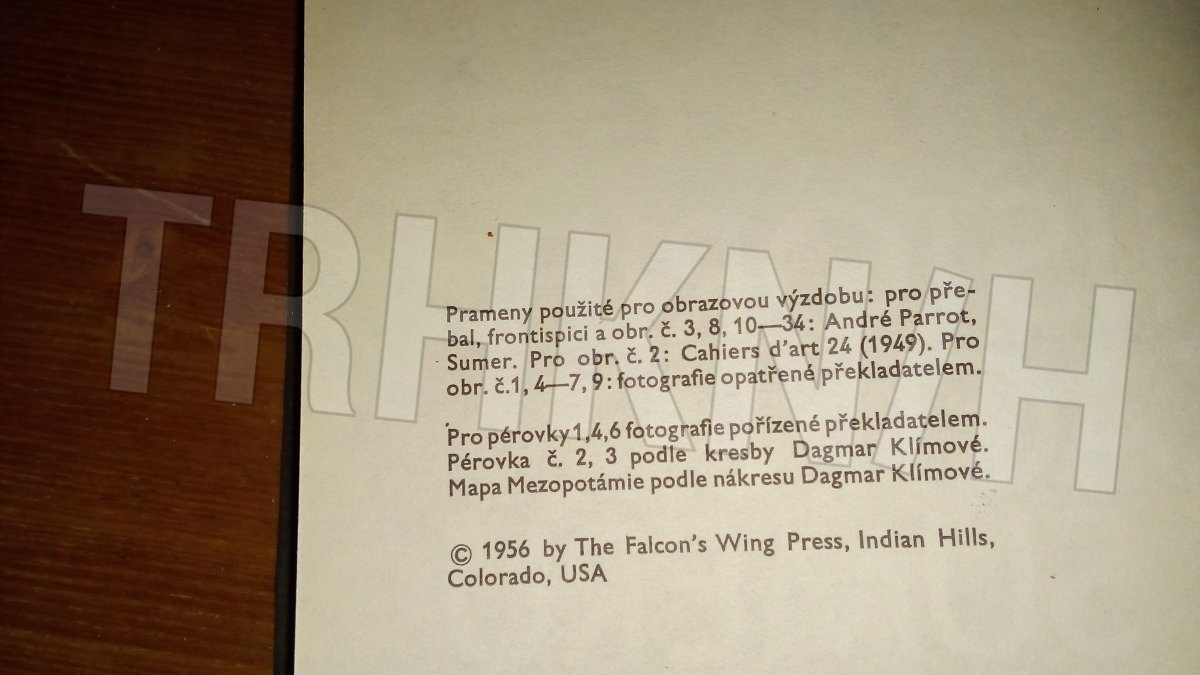 Prameny použité pro obrazovou výzdobu: pro pře-
bal, frontispici a obr. č. 3, 8, 10—34: André Parrot,
Sumer. Pro obr. č. 2: Cahiers d'art 24 (1949). Pro
obr. č.1, 4—7, 9: fotografie opatřené překladatelem.
Pro pérovky 1,4,6 fotografie pořízené překladatelem.
Pérovka č. 2, 3 podle kresby Dagmar Klímové.
Mapa Mezopotámie podle nákresu Dagmar Klímové.
© 1956 by The Falcon's Wing Press, Indian Hills,
Colorado, USA
TRHKNIH